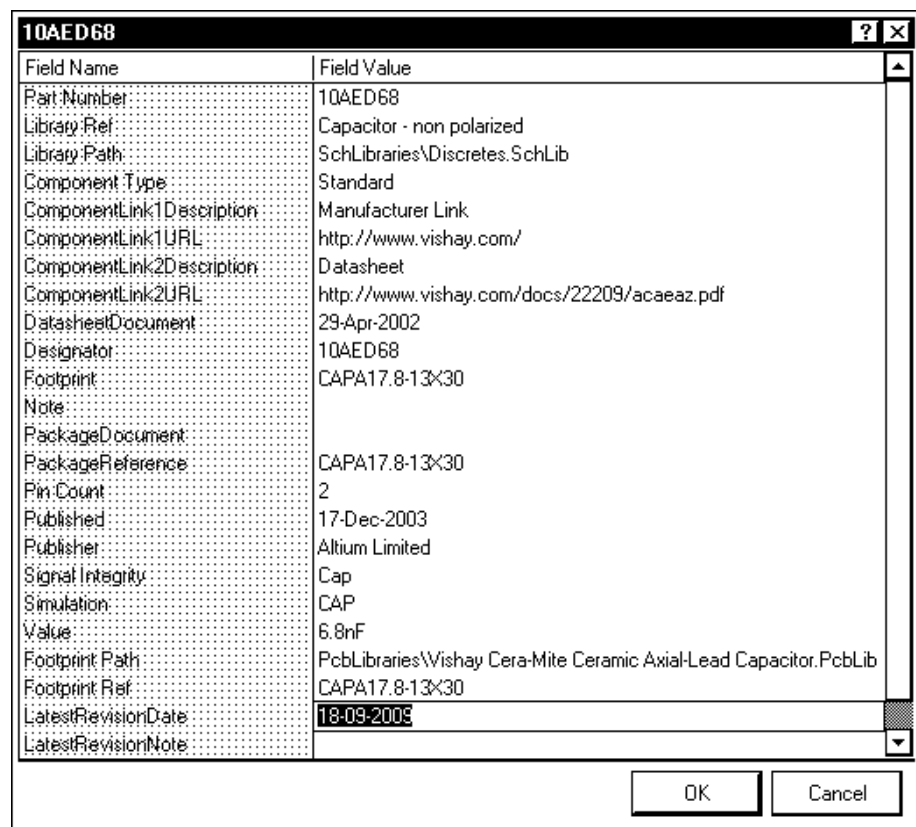 10AED68
Field Name Field Value
Part Number 10AED68
Library Ref Capacitor - non polarized
Library Path SchLibraries\Discretes.SchLib
Component Type Standard
ComponentLink1Description Manufacturer Link
ComponentLink1URL http://www.vishay.com/
ComponentLink2Description Datasheet
ComponentLink2URL http://www.vishay.com/docs/22209/acaeaz.pdf
DatasheetDocument 29-Apr-2002
Designator 10AED68
Footprint CAPA17.8-13X30
Note
PackageDocument
PackageReference CAPA17.8-13X30
Pin Count 2
Published 17-Dec-2003
Publisher Altium Limited
Signal Integrity Cap
Simulation CAP
Value 6.8nF
Footprint Path PcbLibraries\Vishay Cera-Mite Ceramic Axial-Lead Capacitor.PcbLib
Footprint Ref CAPA17.8-13X30
LatestRevisionDate 18-09-2009
LatestRevisionNote
OK Cancel